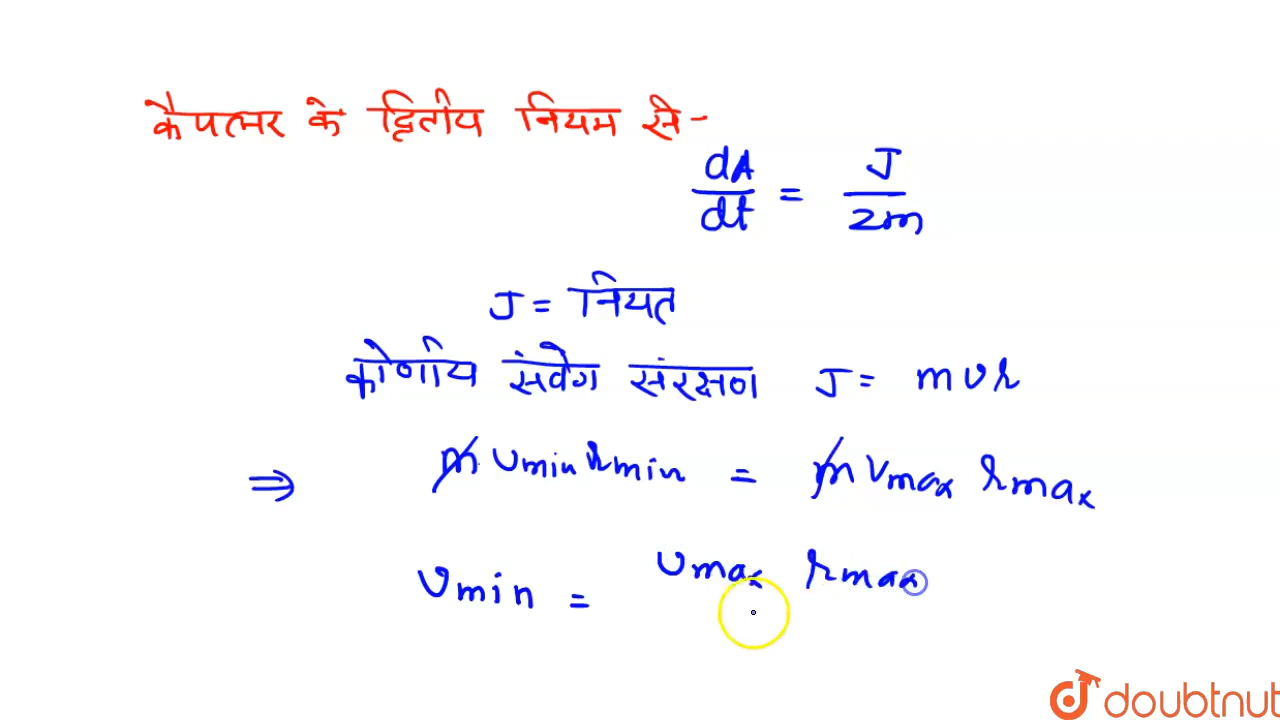 कैपलर के द्वितीय नियम से-
dA/dt = J/2m
J = नियत
कोणीय संवेग संरक्षण J = mvr
⇒ m vmin rmin = m vmax rmax
vmin = vmax rmax
doubtnut